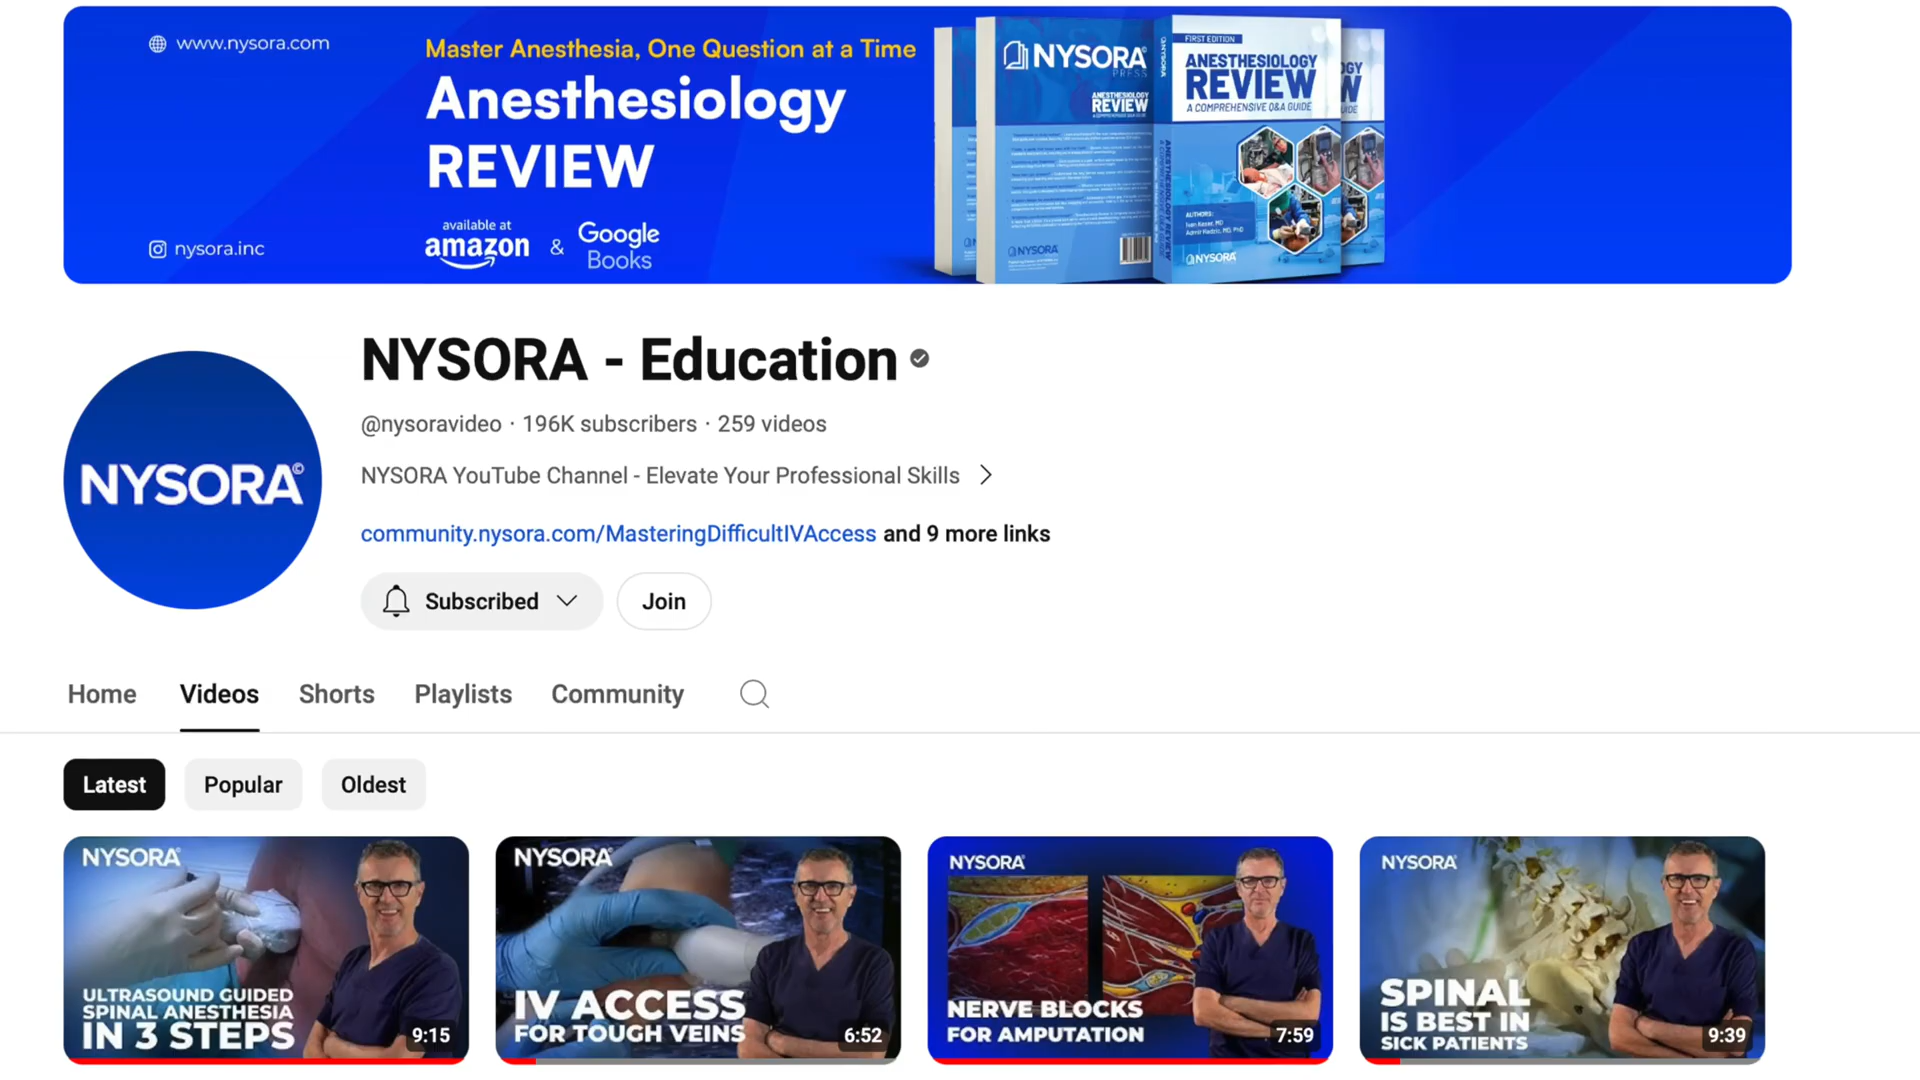 www.nysora.com
nysora.inc
Master Anesthesia, One Question at a Time
Anesthesiology
REVIEW
available at
amazon
&
Google
Books
NYSORA
PRESS
ANESTHESIOLOGY
REVIEW
NYSORA
FIRST EDITION
ANESTHESIOLOGY
REVIEW
A COMPREHENSIVE Q&A GUIDE
AUTHORS:
NYSORA
NYSORA©
NYSORA - Education
@nysoravideo · 196K subscribers · 259 videos
NYSORA YouTube Channel - Elevate Your Professional Skills
community.nysora.com/MasteringDifficultIVAccess and 9 more links
Subscribed
Join
Home Videos Shorts Playlists Community
Latest Popular Oldest
NYSORA
ULTRASOUND GUIDED
SPINAL ANESTHESIA
IN 3 STEPS
9:15
NYSORA
IV ACCESS
FOR TOUGH VEINS
6:52
NYSORA
NERVE BLOCKS
FOR AMPUTATION
7:59
NYSORA
SPINAL
IS BEST IN
SICK PATIENTS
9:39